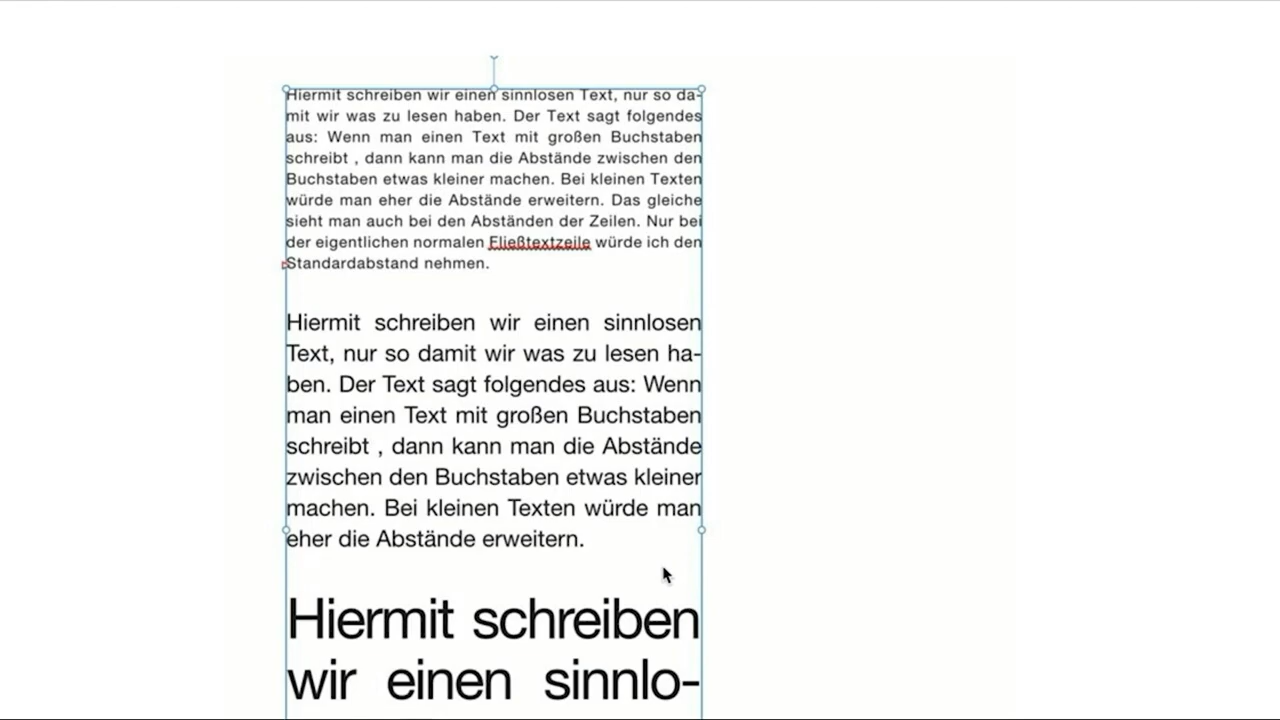 Hiermit schreiben wir einen sinnlosen Text, nur so da-
mit wir was zu lesen haben. Der Text sagt folgendes
aus: Wenn man einen Text mit großen Buchstaben
schreibt , dann kann man die Abstände zwischen den
Buchstaben etwas kleiner machen. Bei kleinen Texten
würde man eher die Abstände erweitern. Das gleiche
sieht man auch bei den Abständen der Zeilen. Nur bei
der eigentlichen normalen Fließtextzeile würde ich den
Standardabstand nehmen.
Hiermit schreiben wir einen sinnlosen
Text, nur so damit wir was zu lesen ha-
ben. Der Text sagt folgendes aus: Wenn
man einen Text mit großen Buchstaben
schreibt , dann kann man die Abstände
zwischen den Buchstaben etwas kleiner
machen. Bei kleinen Texten würde man
eher die Abstände erweitern.
Hiermit schreiben
wir einen sinnlo-